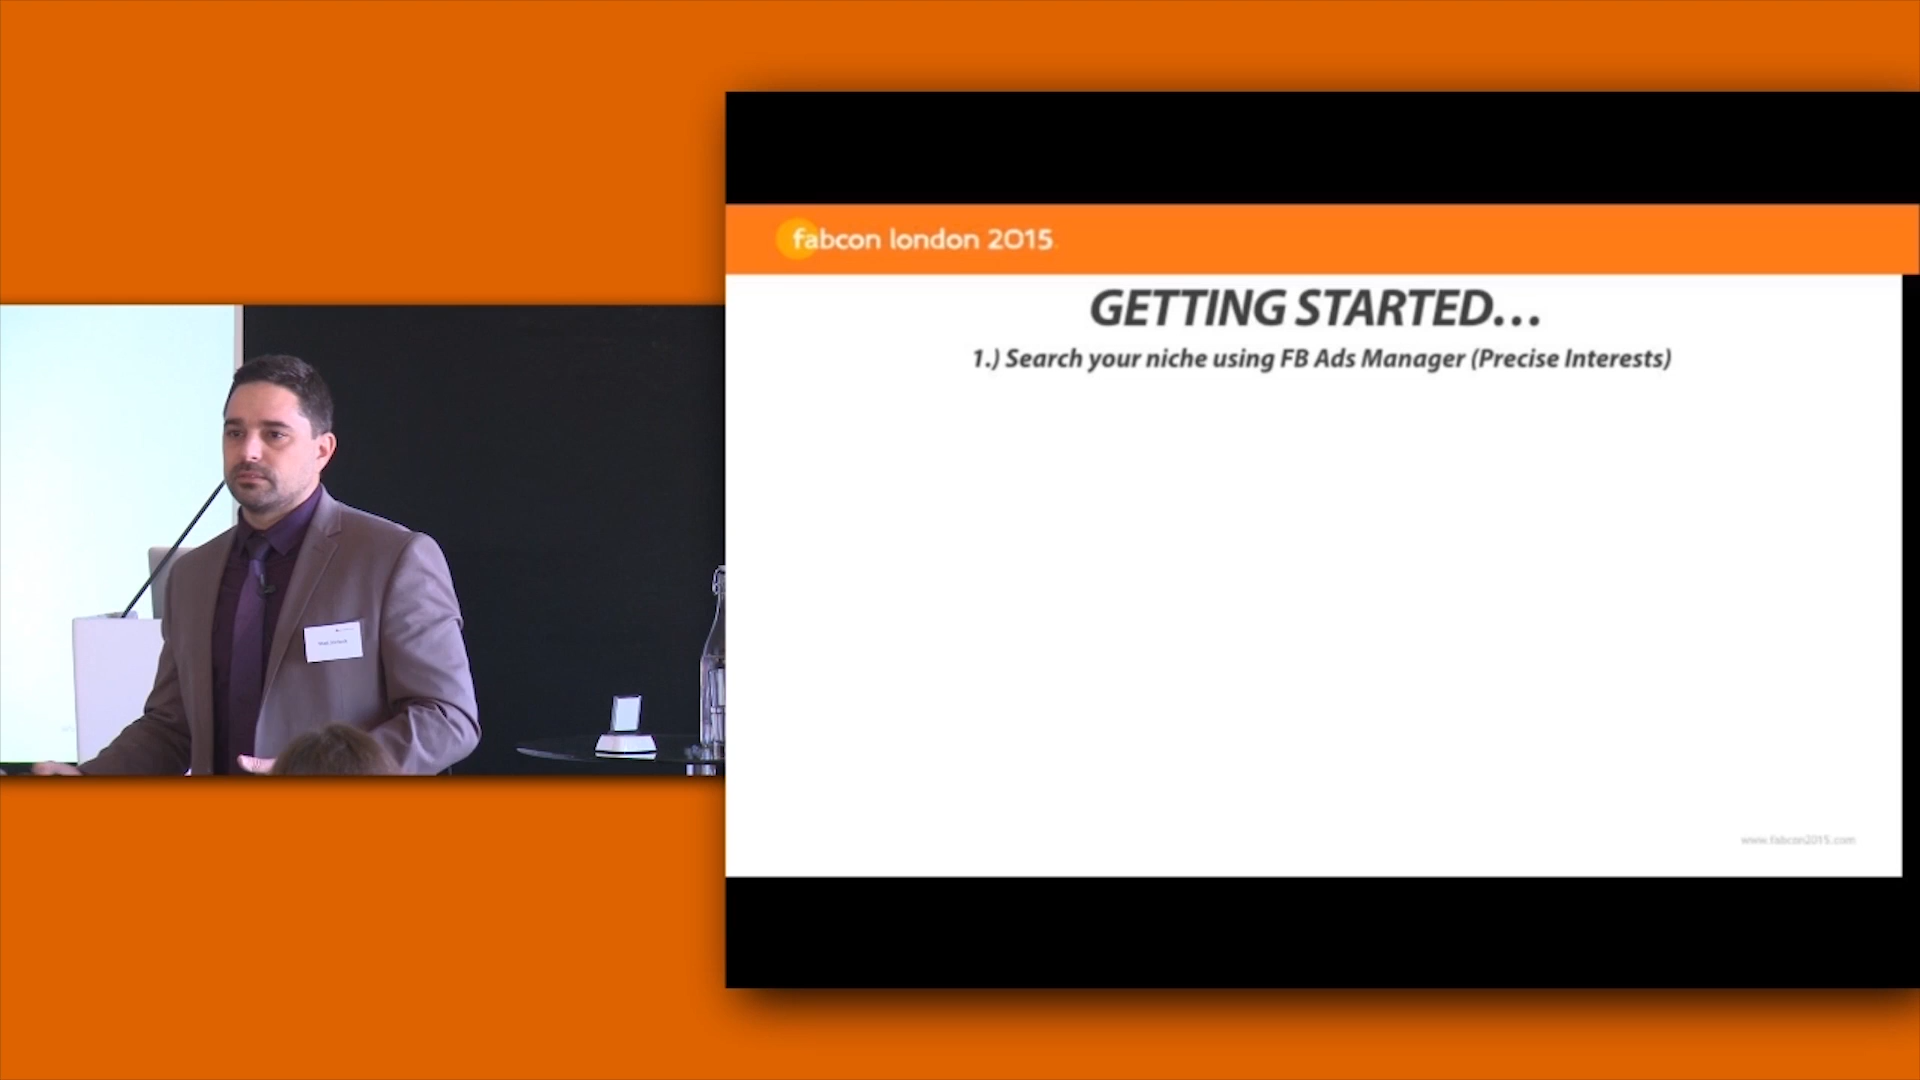 fabcon london 2015
GETTING STARTED...
1.) Search your niche using FB Ads Manager (Precise Interests)
www.fabcon2015.com